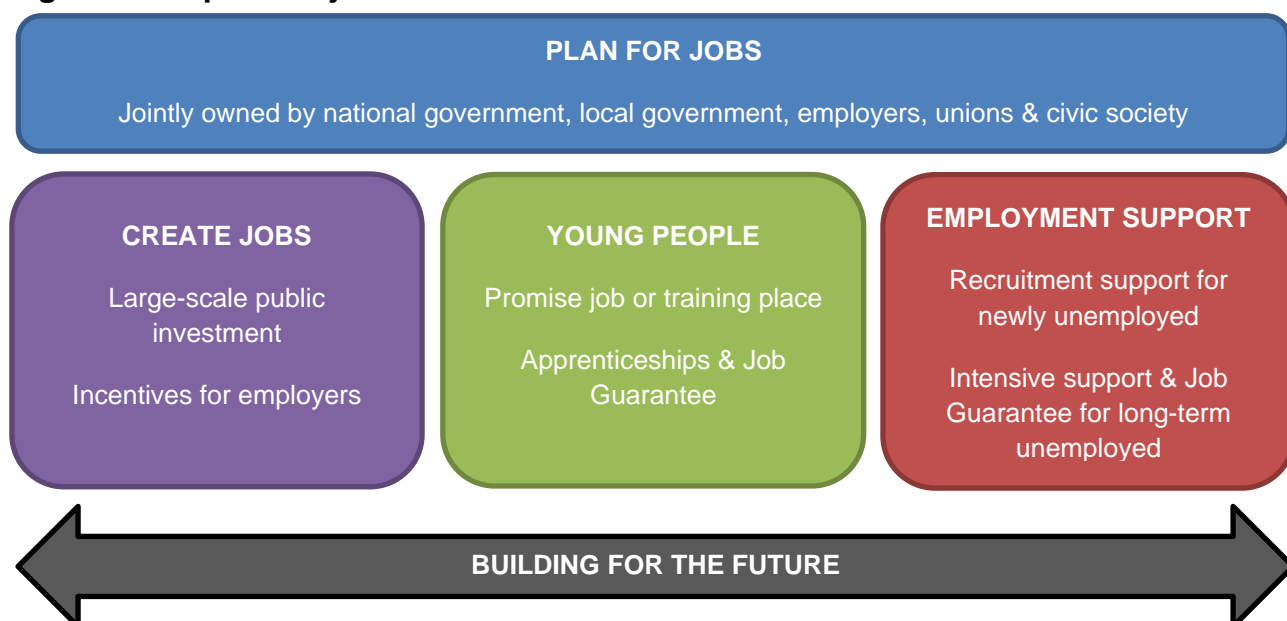 PLAN FOR JOBS
Jointly owned by national government, local government, employers, unions & civic society
CREATE JOBS
Large-scale public
investment
Incentives for employers
YOUNG PEOPLE
Promise job or training place
Apprenticeships & Job
Guarantee
EMPLOYMENT SUPPORT
Recruitment support for
newly unemployed
Intensive support & Job
Guarantee for long-term
unemployed
BUILDING FOR THE FUTURE